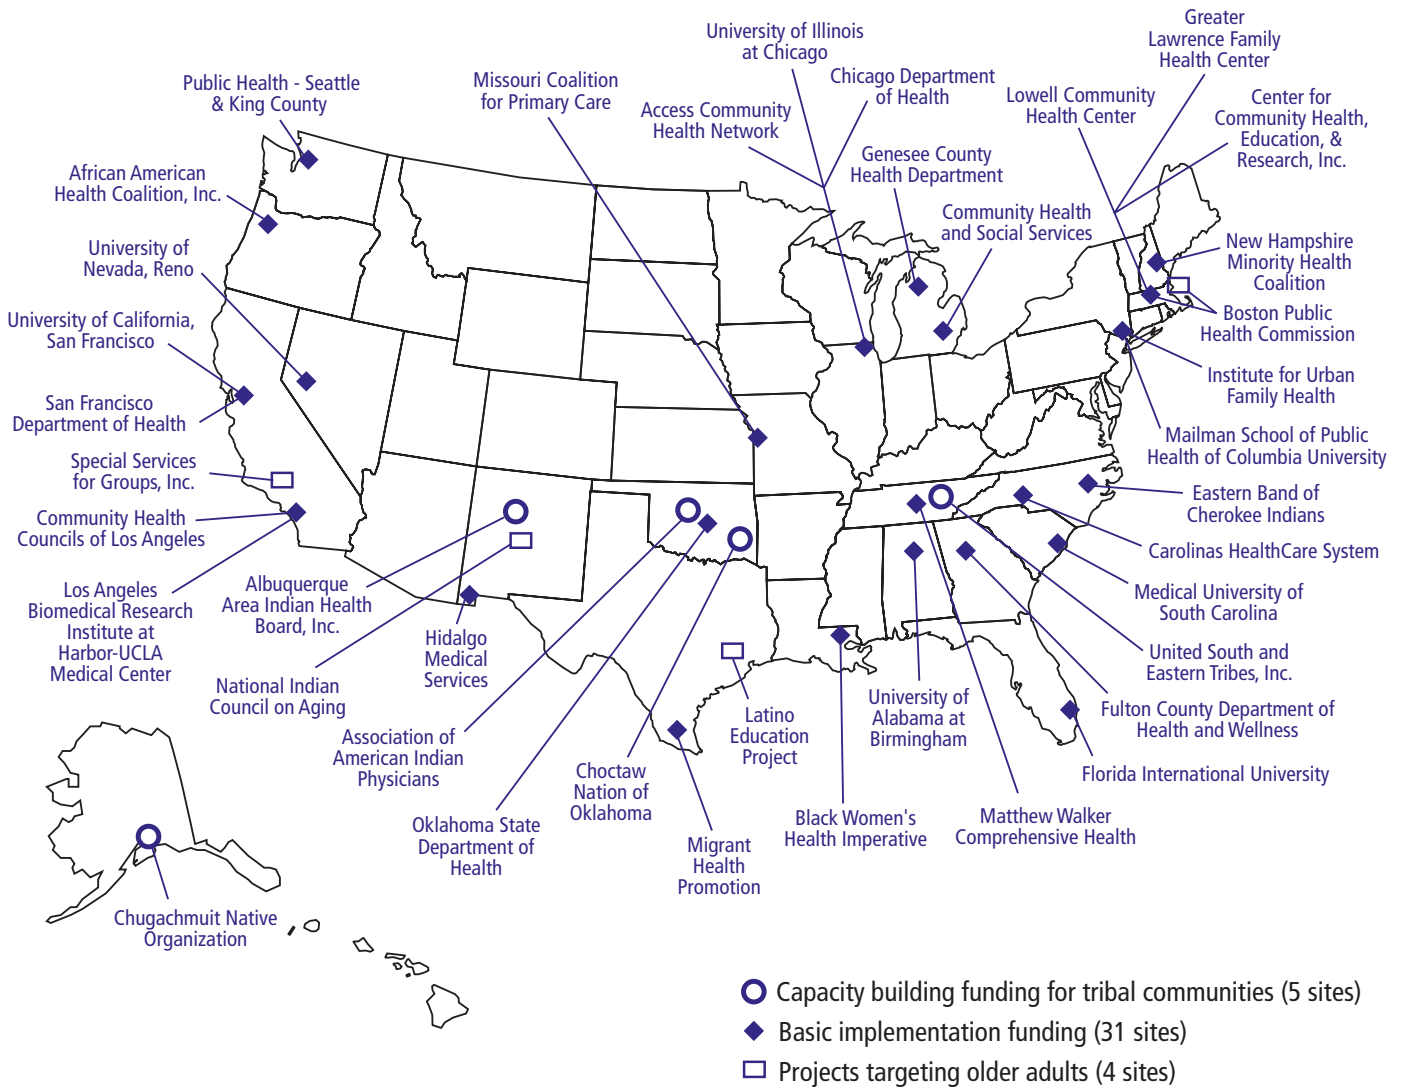 Greater
Lawrence Family
Health Center
University of Illinois
at Chicago
Chicago Department
of Health
Missouri Coalition
for Primary Care
Public Health - Seattle
& King County
Access Community
Health Network
Lowell Community
Health Center
Center for
Community Health,
Education, &
Research, Inc.
Genesee County
Health Department
African American
Health Coalition, Inc.
Community Health
and Social Services
University of
Nevada, Reno
New Hampshire
Minority Health
Coalition
University of California,
San Francisco
Boston Public
Health Commission
Institute for Urban
Family Health
San Francisco
Department of Health
Mailman School of Public
Health of Columbia University
Special Services
for Groups, Inc.
Eastern Band of
Cherokee Indians
Community Health
Councils of Los Angeles
Carolinas HealthCare System
Los Angeles
Biomedical Research
Institute at
Harbor-UCLA
Medical Center
Albuquerque
Area Indian Health
Board, Inc.
Medical University of
South Carolina
Hidalgo
Medical
Services
United South and
Eastern Tribes, Inc.
National Indian
Council on Aging
University of
Alabama at
Birmingham
Fulton County Department of
Health and Wellness
Latino
Education
Project
Association of
American Indian
Physicians
Choctaw
Nation of
Oklahoma
Florida International University
Black Women's
Health Imperative
Matthew Walker
Comprehensive Health
Oklahoma State
Department of
Health
Migrant
Health
Promotion
Chugachmuit Native
Organization
Capacity building funding for tribal communities (5 sites)
Basic implementation funding (31 sites)
Projects targeting older adults (4 sites)